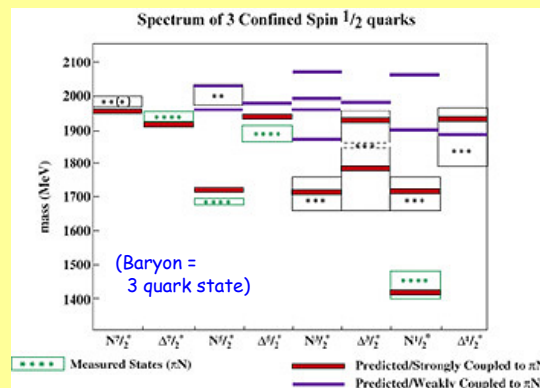 Spectrum of 3 Confined Spin 1/2 quarks
2100
2000
1900
1800
1700
1600
1500
1400
mass (MeV)
**(*)
****
**
****
***
***
***
***
****
****
(Baryon =
3 quark state)
N7/2+ Δ7/2+ N5/2+ Δ5/2+ N3/2+ Δ3/2+ N1/2+ Δ1/2+
**** Measured States (πN)
Predicted/Strongly Coupled to πN
Predicted/Weakly Coupled to πN